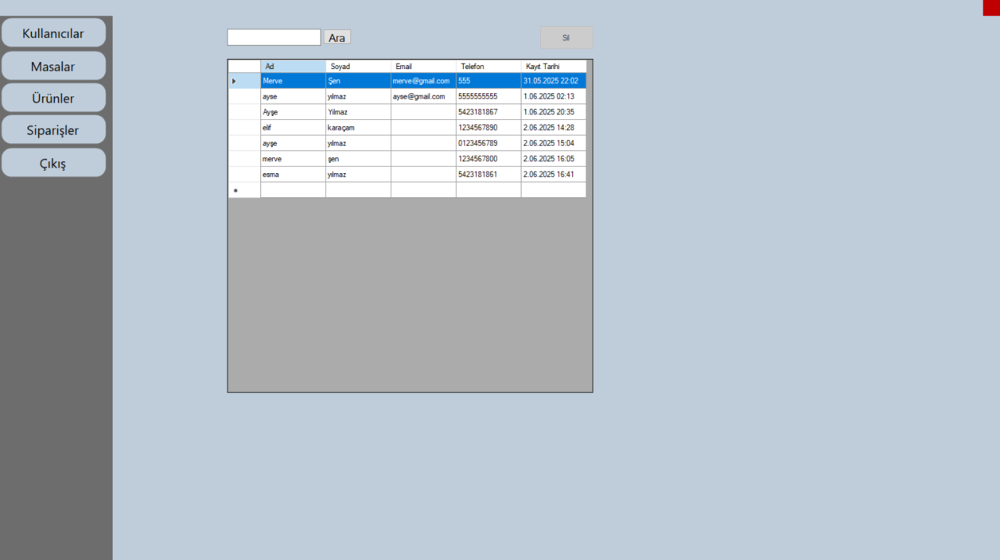 Kullanıcılar
Masalar
Ürünler
Siparişler
Çıkış
Ara
Sil
Ad Soyad Email Telefon Kayıt Tarihi
Merve Şen merve@gmail.com 555 31.05.2025 22:02
ayse yılmaz ayse@gmail.com 5555555555 1.06.2025 02:13
Ayşe Yılmaz 5423181867 1.06.2025 20:35
elif karaçam 1234567890 2.06.2025 14:28
ayşe yılmaz 0123456789 2.06.2025 15:04
merve şen 1234567800 2.06.2025 16:05
esma yılmaz 5423181861 2.06.2025 16:41